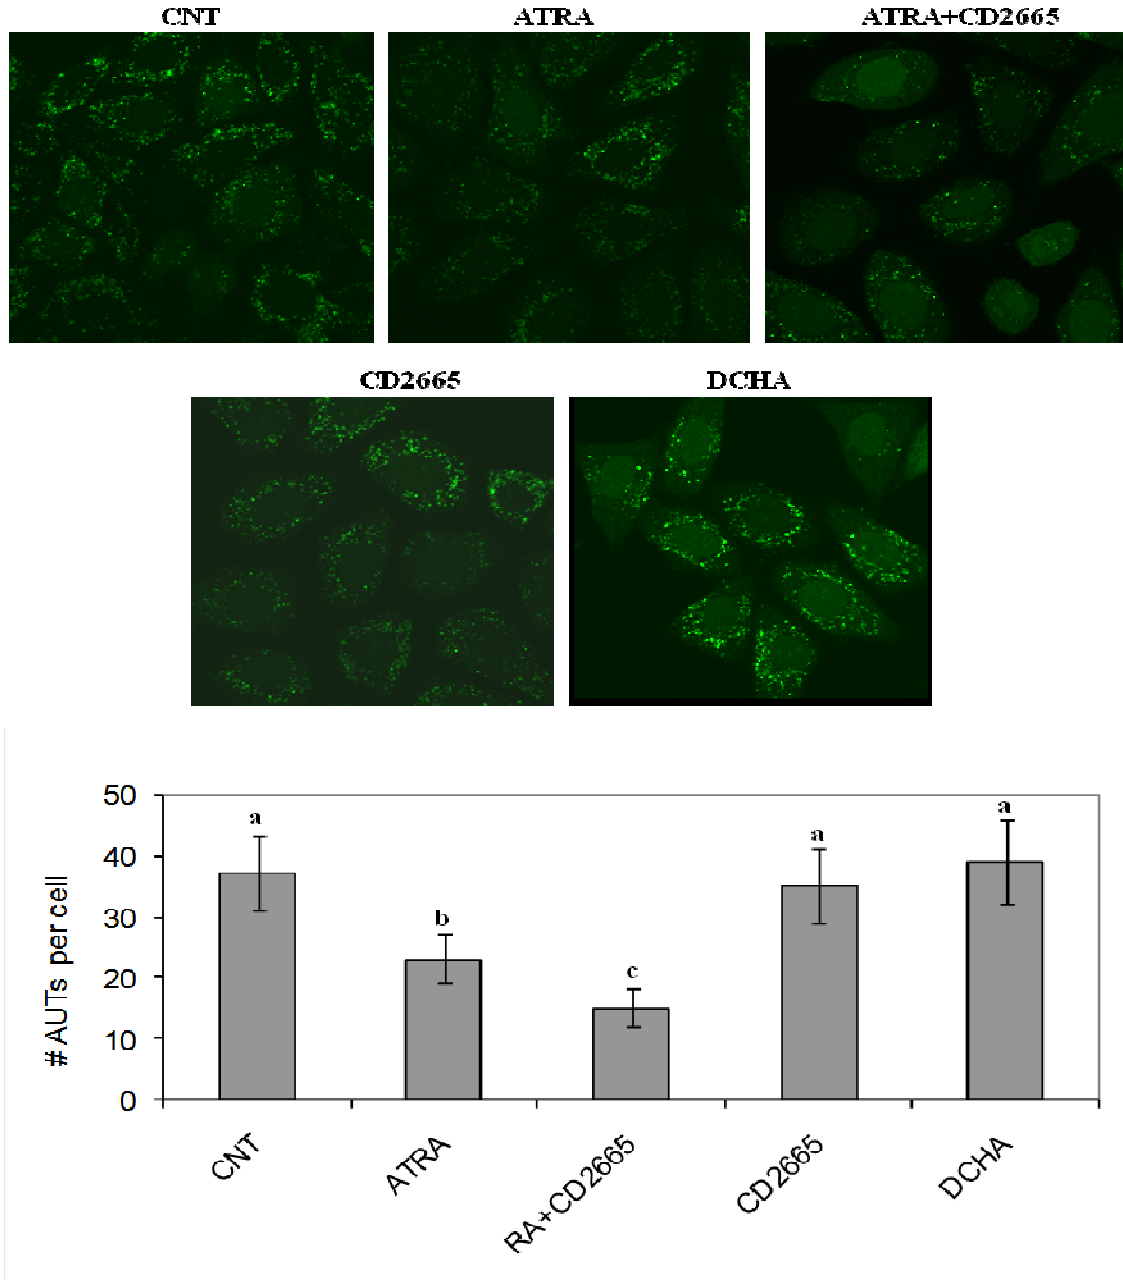 CNT
ATRA
ATRA+CD2665
CD2665
DCHA
50
40
30
20
10
0
# AUTs per cell
a
b
c
a
a
CNT
ATRA
RA+CD2665
CD2665
DCHA